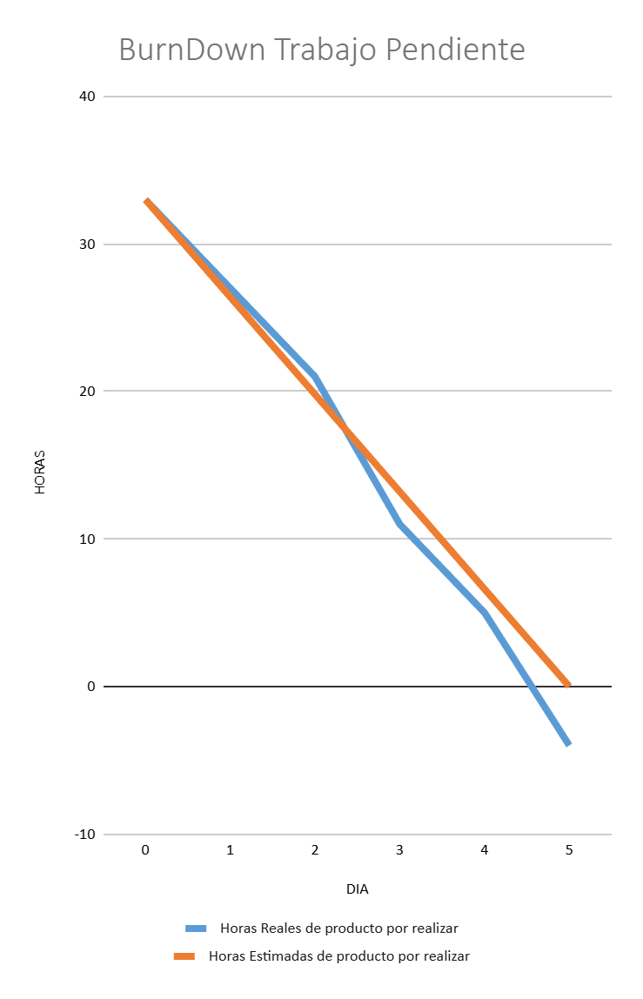 BurnDown Trabajo Pendiente
40
30
20
10
0
-10
HORAS
0 1 2 3 4 5
DIA
Horas Reales de producto por realizar
Horas Estimadas de producto por realizar